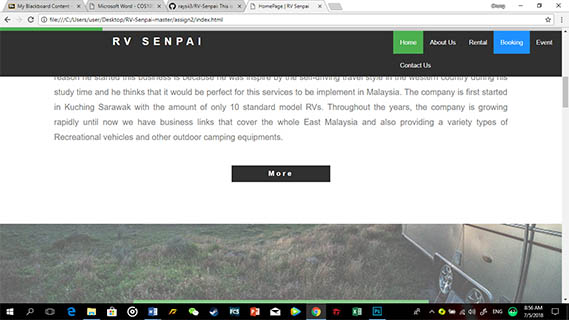 My Blackboard Content -
Microsoft Word - COS10
rayk43/RV-Senpai: This is
HomePage | RV Senpai
file:///C:/Users/user/Desktop/RV-Senpai-master/assign2/index.html
RV SENPAI
Home
About Us
Rental
Booking
Event
Contact Us
reason he started this business is because he was inspire by the self-driving travel style in the western country during his
study time and he thinks that it would be perfect for this services to be implement in Malaysia. The company is first started
in Kuching Sarawak with the amount of only 10 standard model RVs. Throughout the years, the company is growing
rapidly until now we have business links that cover the whole East Malaysia and also providing a variety types of
Recreational vehicles and other outdoor camping equipments.
More
ENG
8:56 AM
7/5/2018